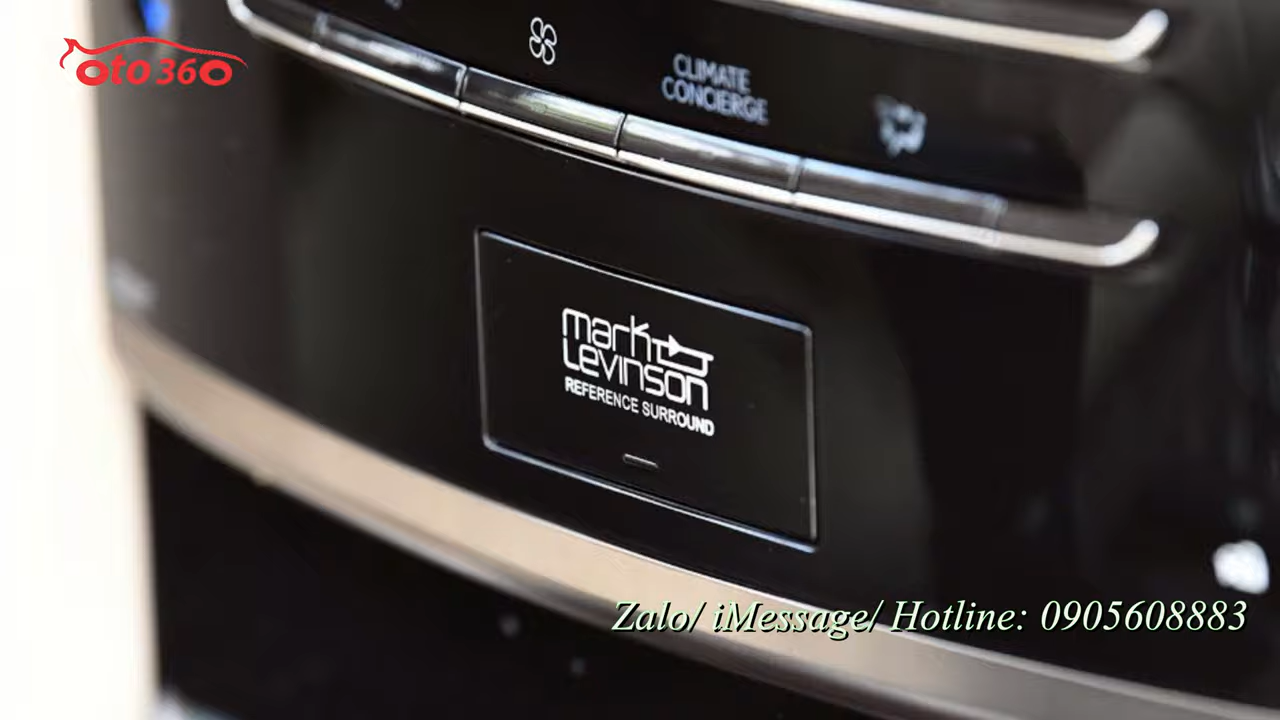 oto360
CLIMATE
CONCIERGE
mark
LEVINSON
REFERENCE SURROUND
Zalo/ iMessage/ Hotline: 0905608883